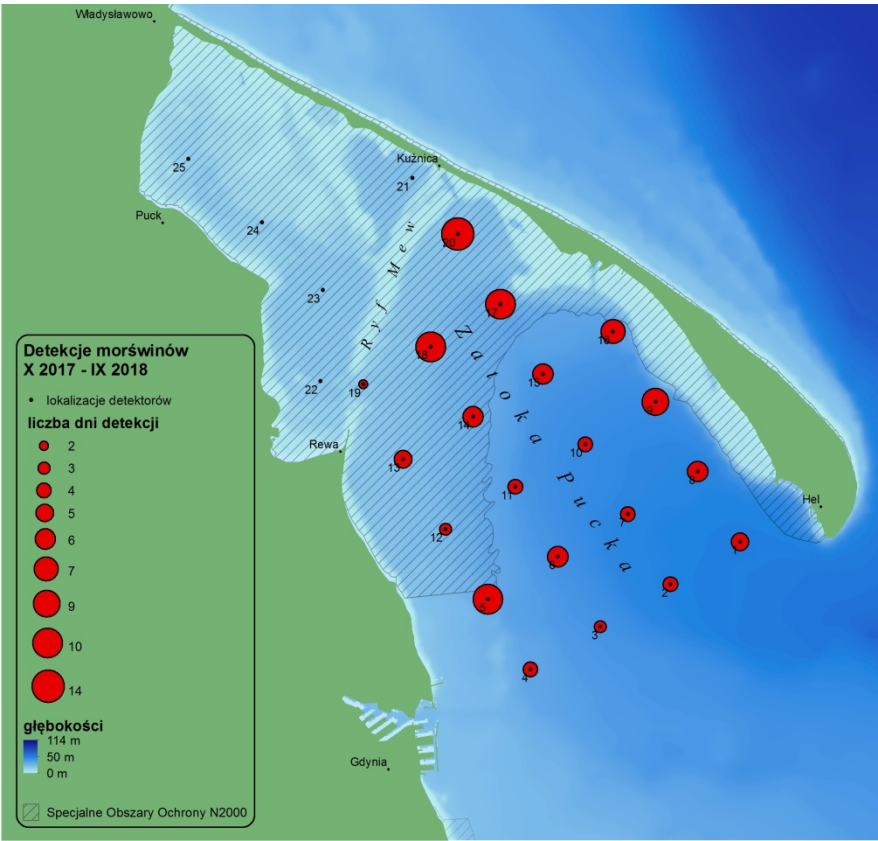 Władysławowo
Kuźnica
25
21
Puck
24
20
Ryf Mew
23
17
Zatoka Pucka
16
18
15
22
19
9
14
Rewa
10
13
8
11
Hel
7
12
1
6
2
5
3
4
Gdynia
Detekcje morświnów
X 2017 - IX 2018
lokalizacje detektorów
liczba dni detekcji
2
3
4
5
6
7
9
10
14
głębokości
114 m
50 m
0 m
Specjalne Obszary Ochrony N2000